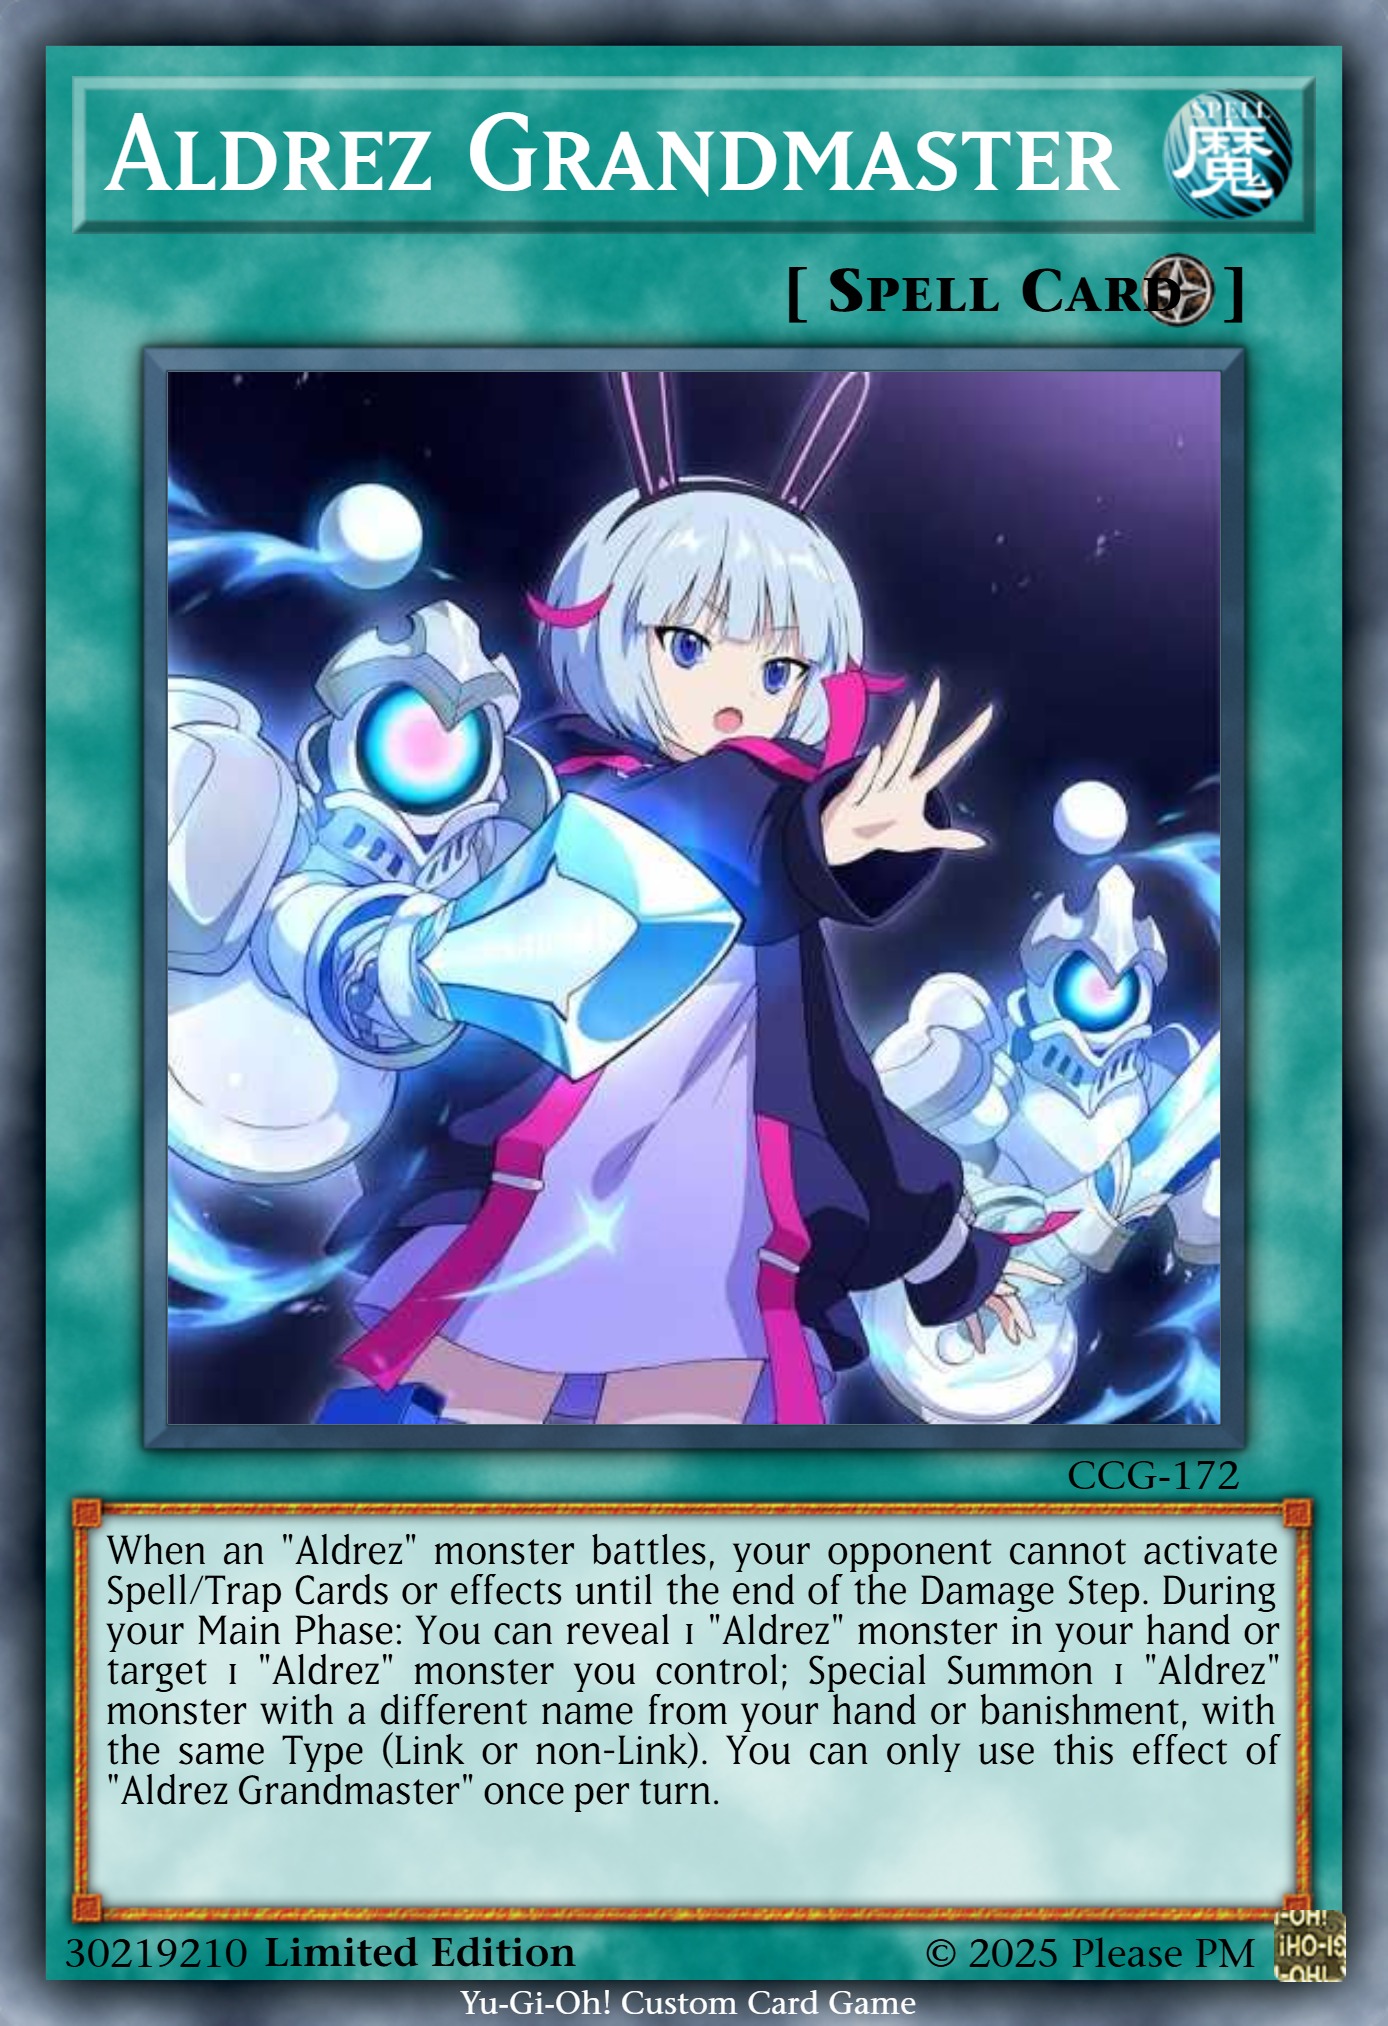 ALDREZ GRANDMASTER
SPELL
魔
[ SPELL CARD ]
CCG-172
When an "Aldrez" monster battles, your opponent cannot activate
Spell/Trap Cards or effects until the end of the Damage Step. During
your Main Phase: You can reveal 1 "Aldrez" monster in your hand or
target 1 "Aldrez" monster you control; Special Summon 1 "Aldrez"
monster with a different name from your hand or banishment, with
the same Type (Link or non-Link). You can only use this effect of
"Aldrez Grandmaster" once per turn.
30219210 Limited Edition
© 2025 Please PM
Yu-Gi-Oh! Custom Card Game